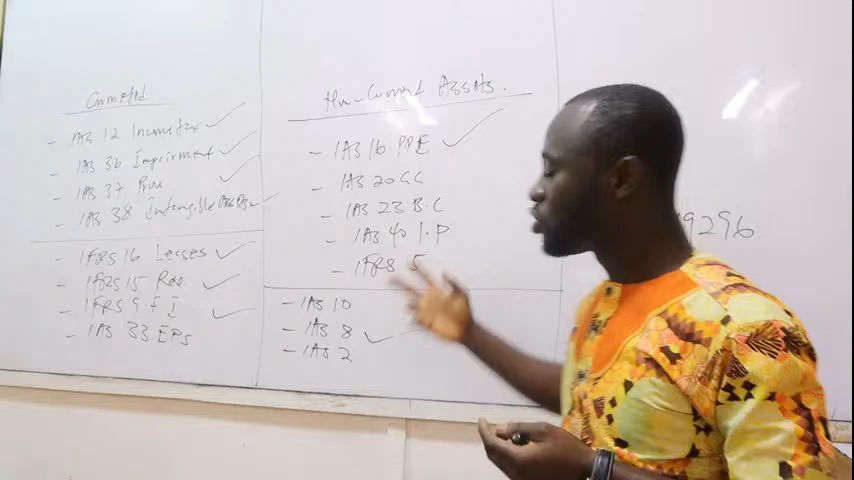 - IAS 12 Income tax
- IAS 36 Impairment
- IAS 37 Prov
- IAS 38 Intangible Assets
- IFRS 16 Leases
- IFRS 15 Rev
- IFRS 9 F I
- IAS 33 EPS
Non-Current Assets.
- IAS 16 PPE
- IAS 20 GG
- IAS 23 B.C
- IAS 40 I.P
- IFRS 5
- IAS 10
- IAS 8
- IAS 2
9296